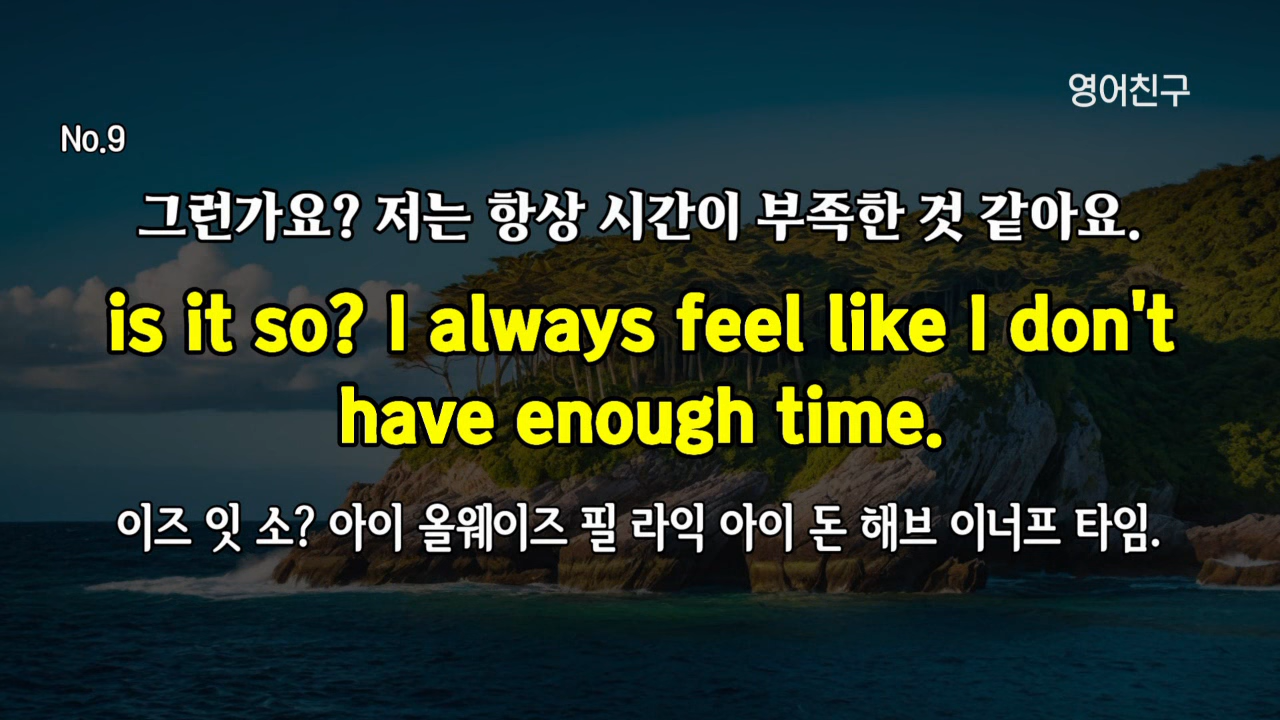 영어친구
No.9
그런가요? 저는 항상 시간이 부족한 것 같아요.
is it so? I always feel like I don't
have enough time.
이즈 잇 소? 아이 올웨이즈 필 라익 아이 돈 해브 이너프 타임.